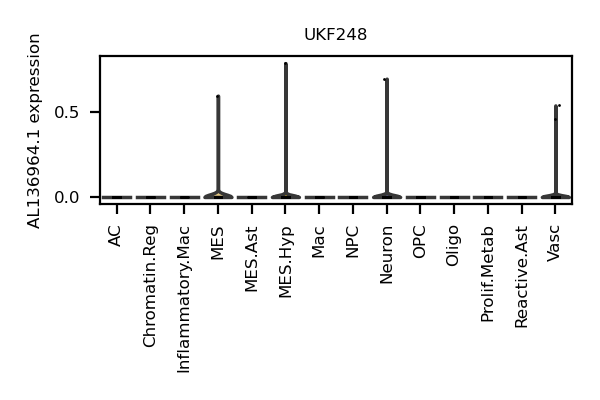 UKF248
AL136964.1 expression
0.5
0.0
AC
Chromatin.Reg
Inflammatory.Mac
MES
MES.Ast
MES.Hyp
Mac
NPC
Neuron
OPC
Oligo
Prolif.Metab
Reactive.Ast
Vasc